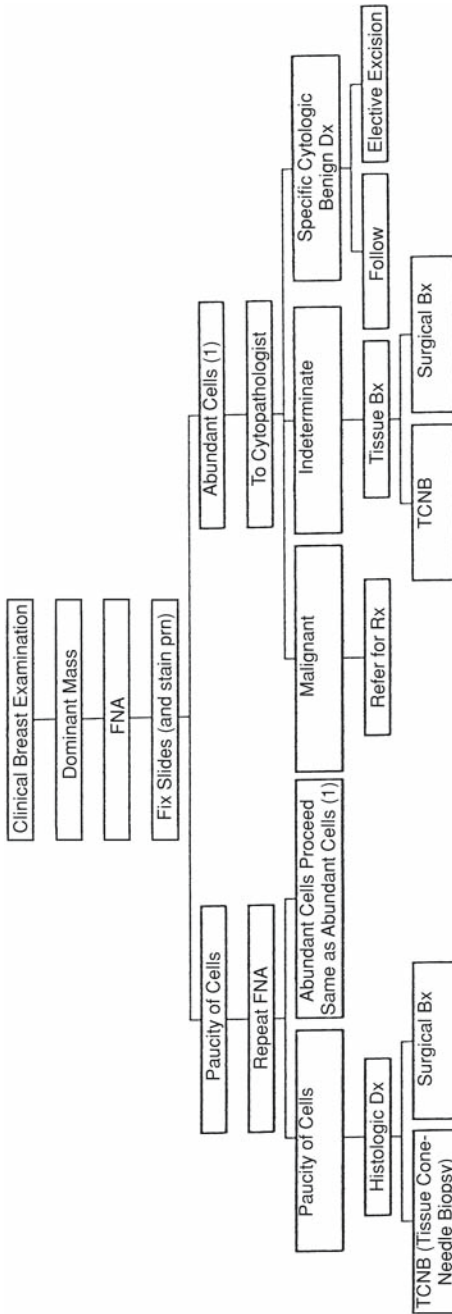 Clinical Breast Examination
Dominant Mass
FNA
Fix Slides (and stain prn)
Paucity of Cells
Abundant Cells (1)
Repeat FNA
To Cytopathologist
Paucity of Cells
Abundant Cells Proceed
Same as Abundant Cells (1)
Malignant
Indeterminate
Specific Cytologic
Benign Dx
Histologic Dx
Refer for Rx
Tissue Bx
Follow
Elective Excision
TCNB (Tissue Cone-
Needle Biopsy)
Surgical Bx
TCNB
Surgical Bx